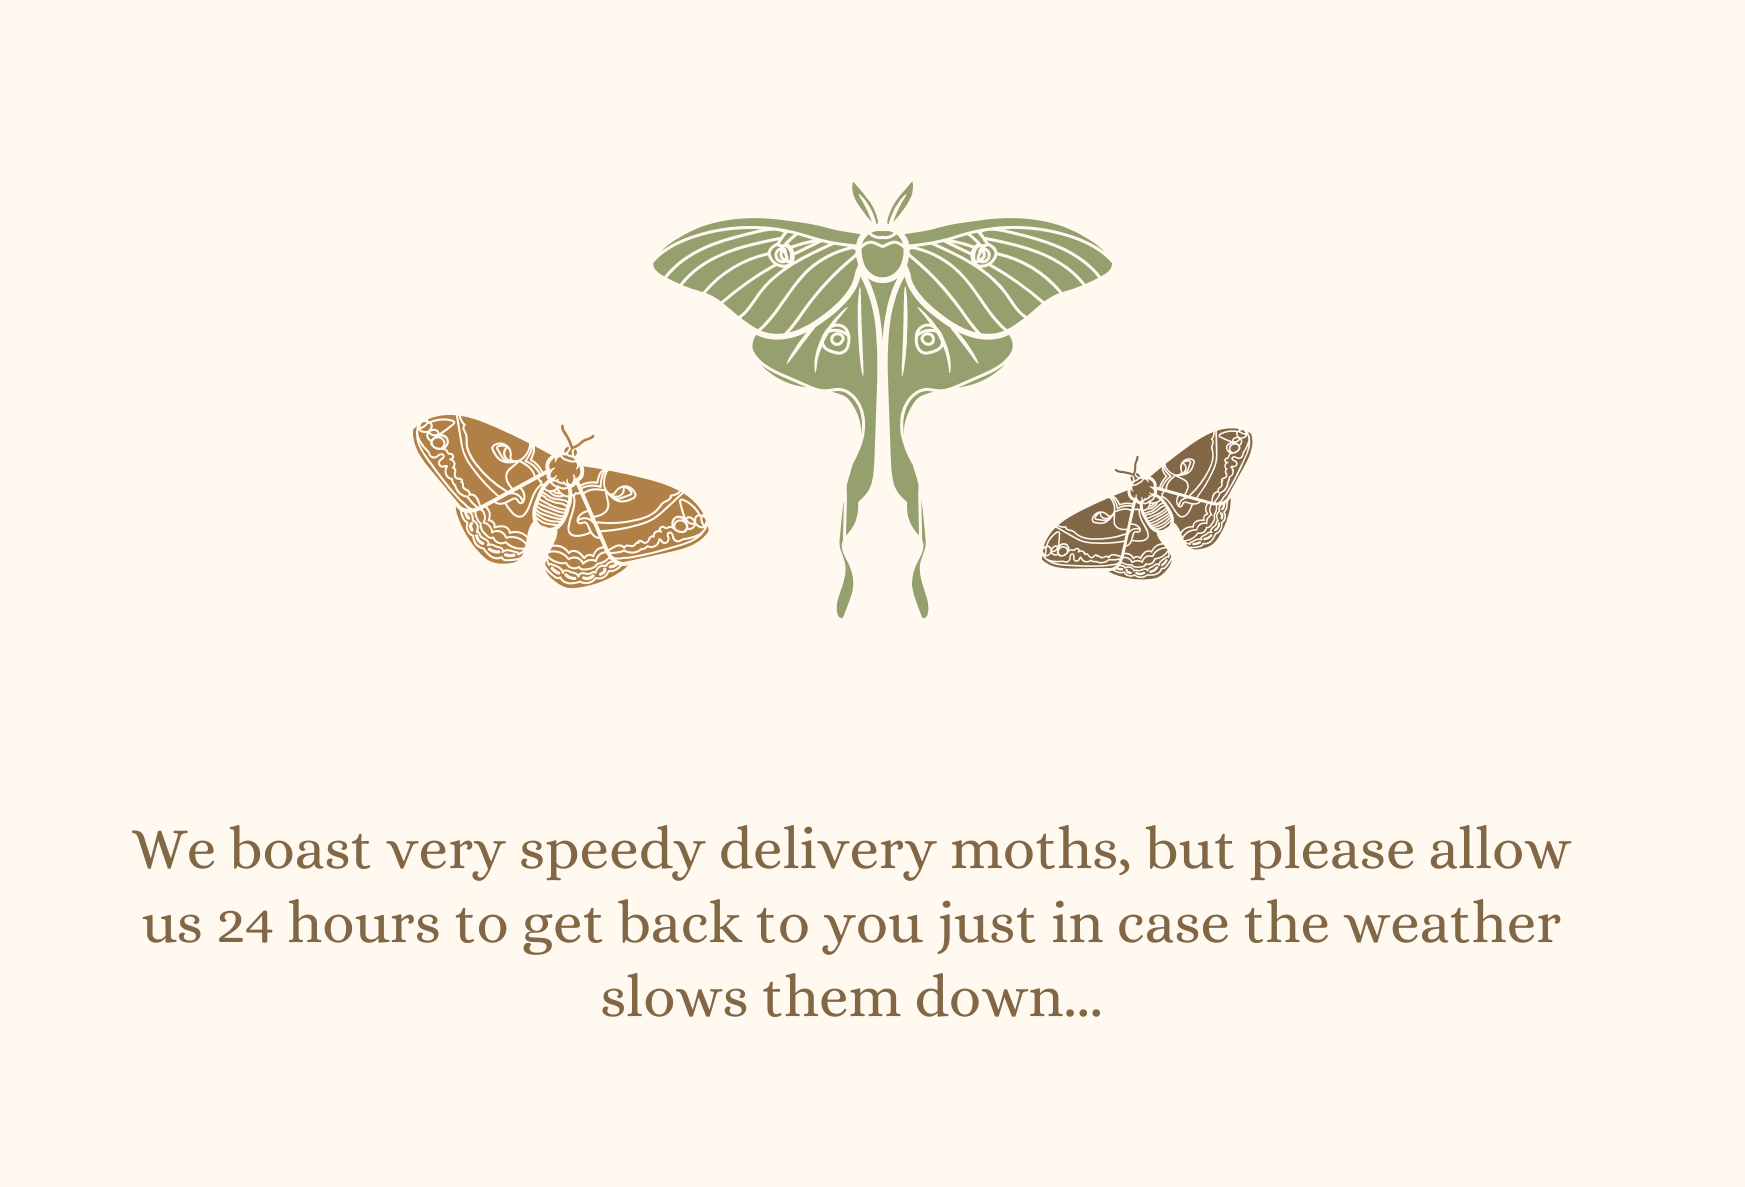 We boast very speedy delivery moths, but please allow
us 24 hours to get back to you just in case the weather
slows them down...